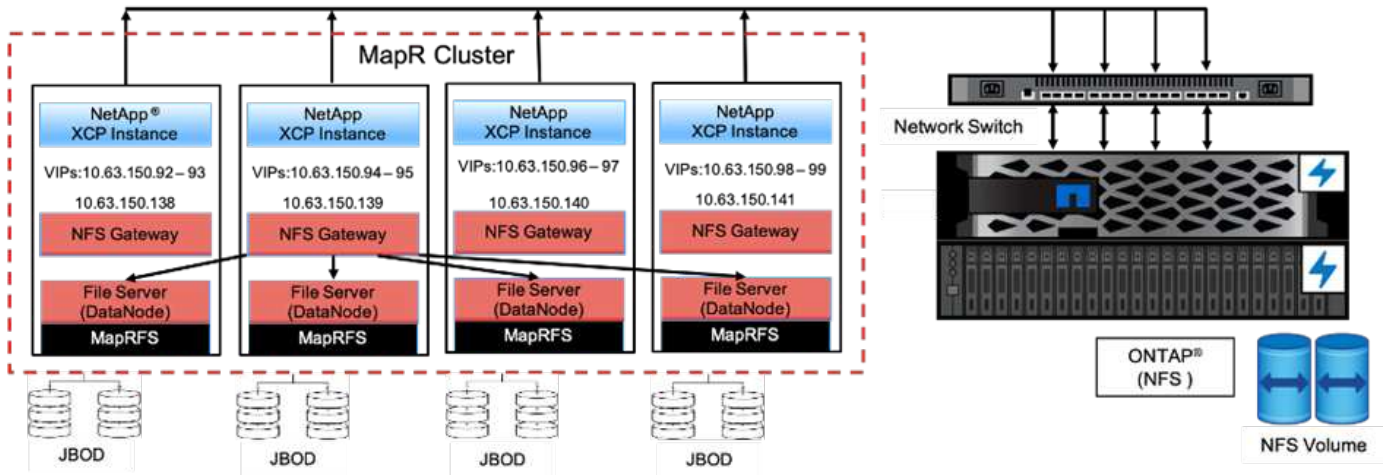 MapR Cluster
NetApp®
XCP Instance
VIPs:10.63.150.92–93
10.63.150.138
NFS Gateway
File Server
(DataNode)
MapRFS
JBOD
NetApp
XCP Instance
VIPs:10.63.150.94–95
10.63.150.139
NFS Gateway
File Server
(DataNode)
MapRFS
JBOD
NetApp
XCP Instance
VIPs:10.63.150.96–97
10.63.150.140
NFS Gateway
File Server
(DataNode)
MapRFS
JBOD
NetApp
XCP Instance
VIPs:10.63.150.98–99
10.63.150.141
NFS Gateway
File Server
(DataNode)
MapRFS
JBOD
Network Switch
ONTAP®
(NFS )
NFS Volume